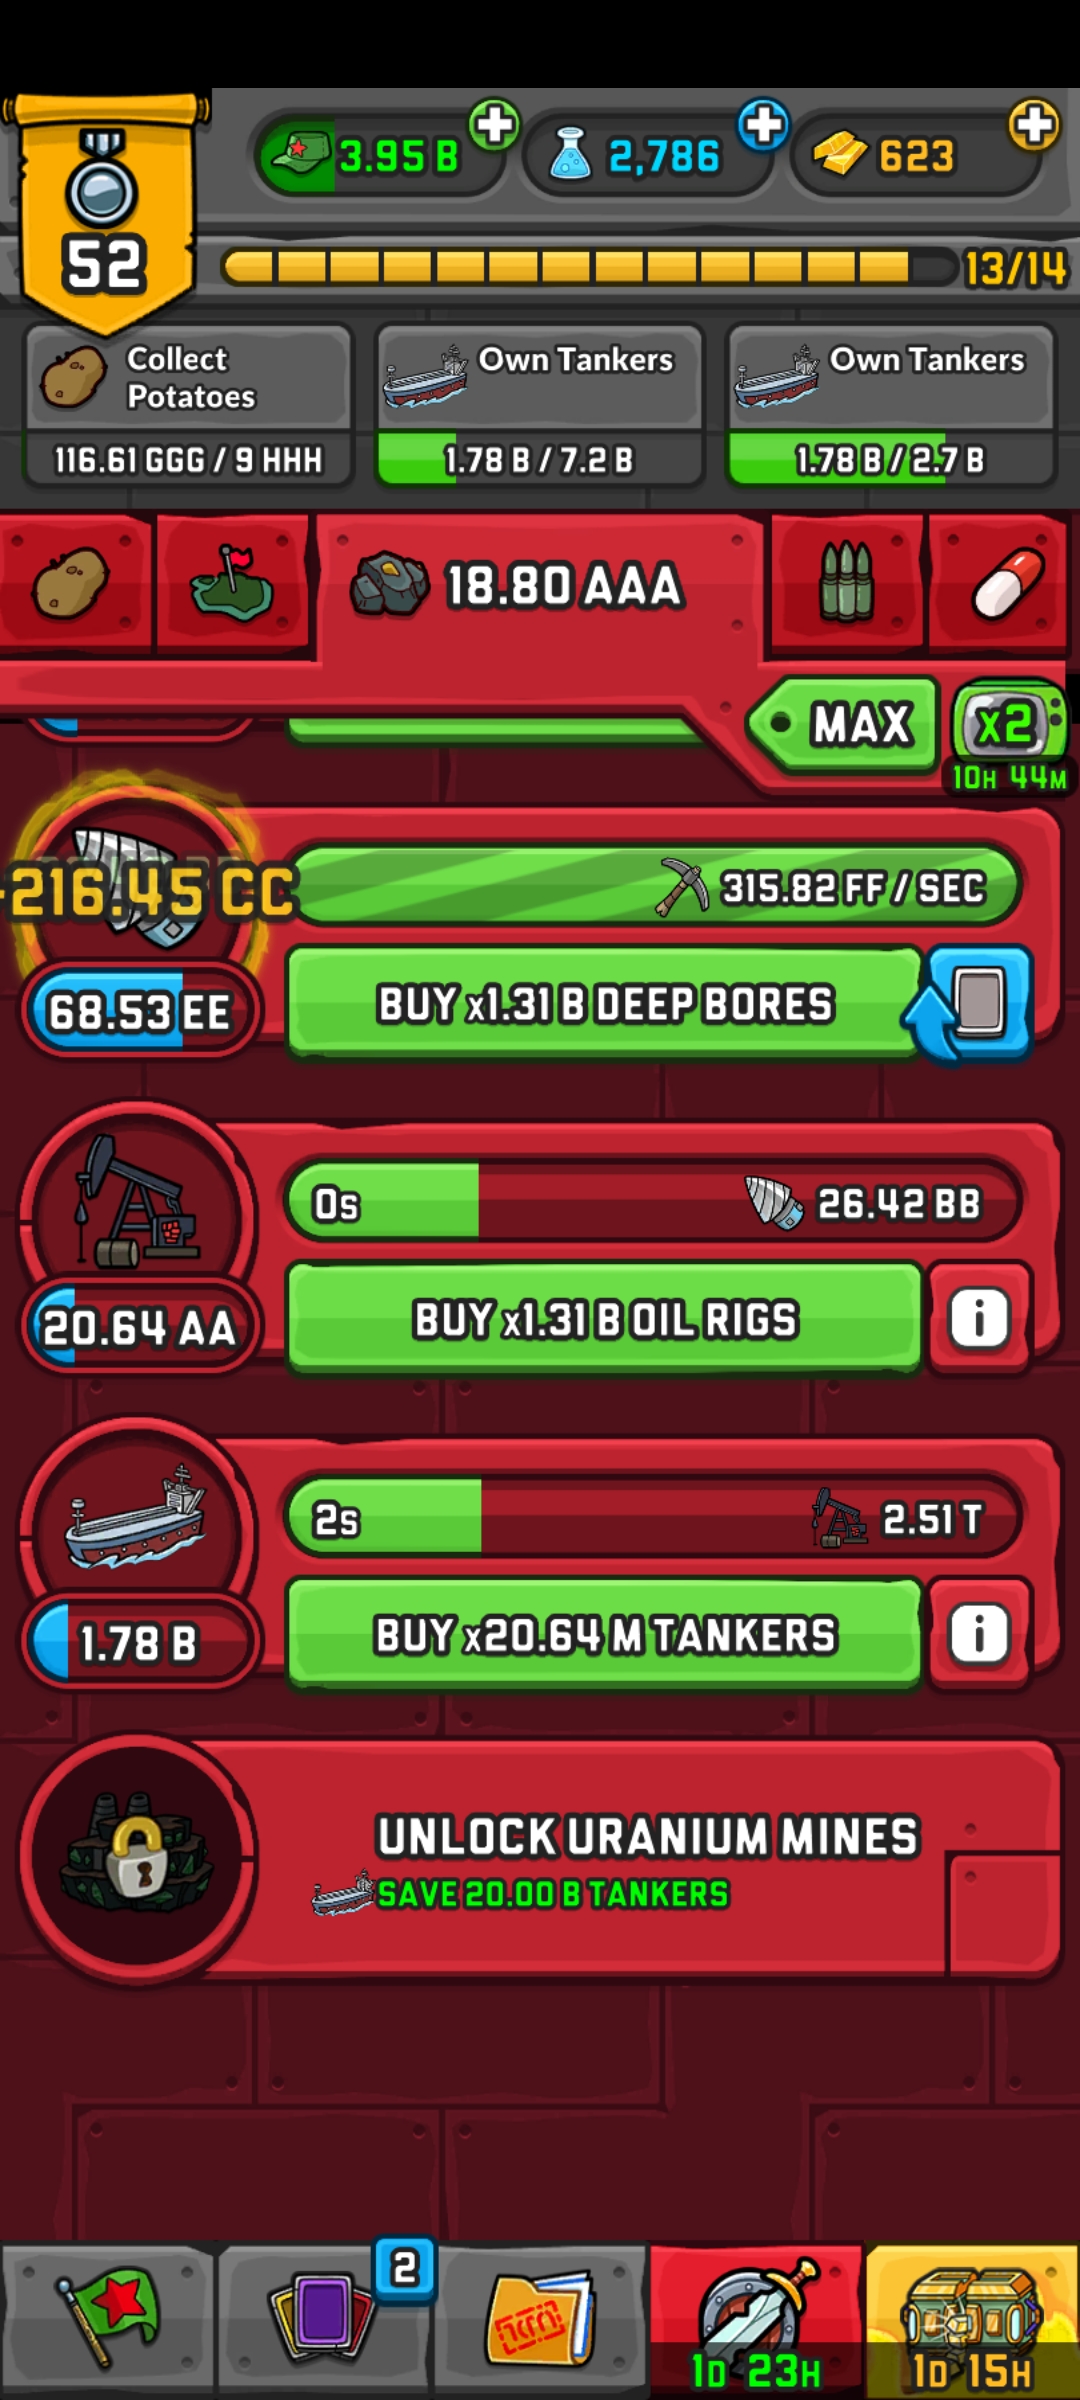 3.95 B
2,786
623
52
13/14
Collect
Potatoes
116.61 GGG / 9 HHH
Own Tankers
1.78 B / 7.2 B
Own Tankers
1.78 B / 2.7 B
18.80 AAA
MAX
x2
10H 44M
-216.45 CC
315.82 FF / SEC
68.53 EE
BUY x1.31 B DEEP BORES
0s
26.42 BB
20.64 AA
BUY x1.31 B OIL RIGS
i
2s
2.51 T
1.78 B
BUY x20.64 M TANKERS
i
UNLOCK URANIUM MINES
SAVE 20.00 B TANKERS
2
1D 23H
1D 15H